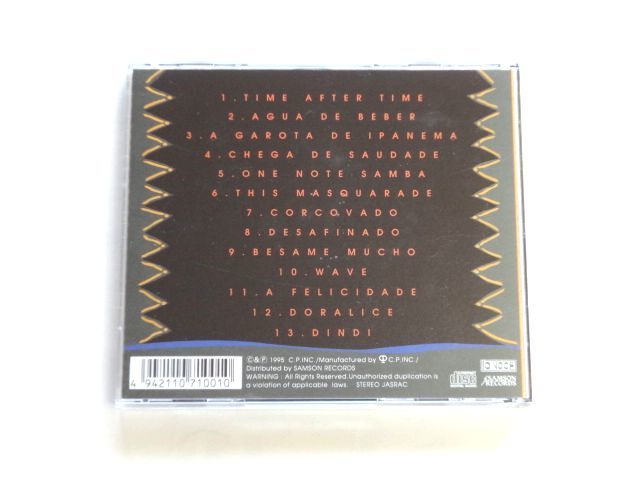 1.TIME AFTER TIME
2.AGUA DE BEBER
3.A GAROTA DE IPANEMA
4.CHEGA DE SAUDADE
5.ONE NOTE SAMBA
6.THIS MASQUARADE
7.CORCOVADO
8.DESAFINADO
9.BESAME MUCHO
10.WAVE
11.A FELICIDADE
12.DORALICE
13.DINDI
©&℗ 1995 C.P.INC./Manufactured by C.P.INC./
Distributed by SAMSON RECORDS
WARNING : All Rights Reserved.Unauthorized duplication is
a violation of applicable laws. STEREO JASRAC
4 942110 710010
disc
SAMSON
RECORDS